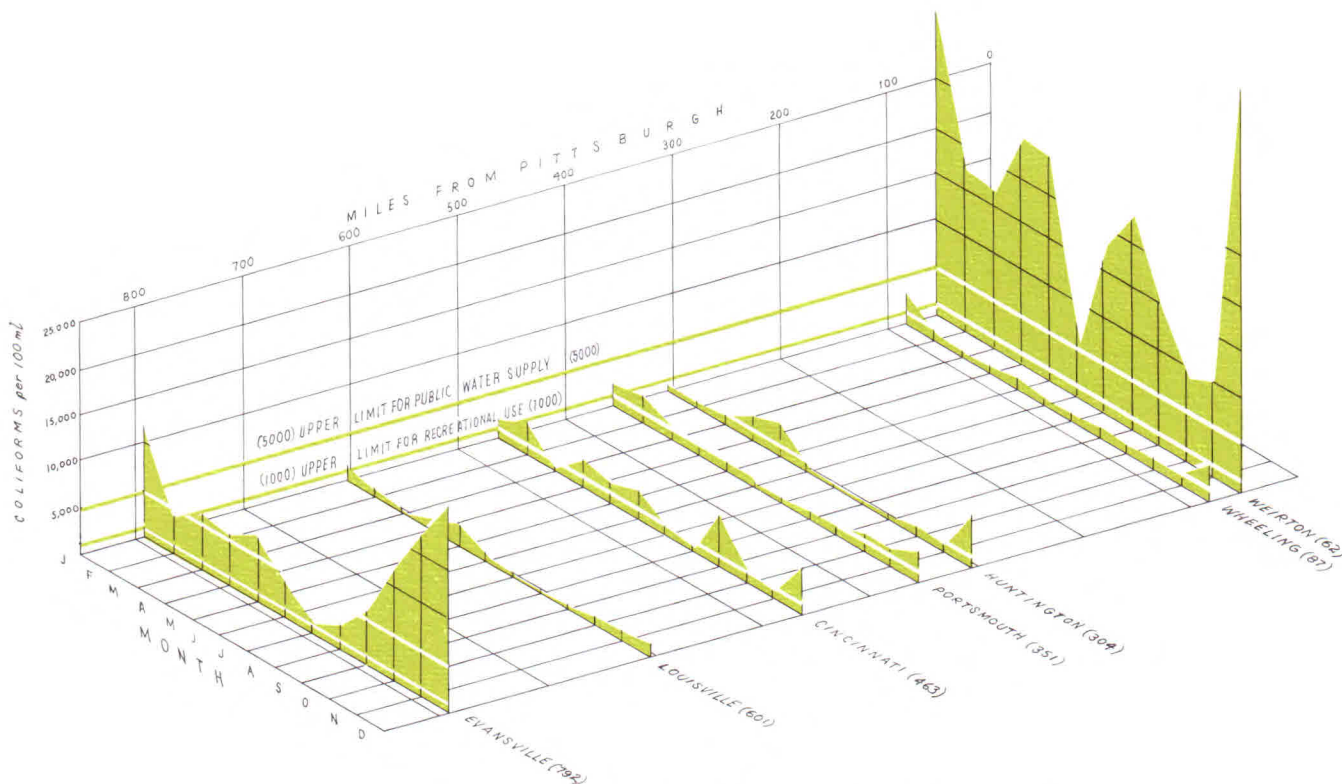 MILES FROM PITTSBURGH
0
100
200
300
400
500
600
700
800
COLIFORMS per 100ml
25,000
20,000
15,000
10,000
5,000
(5000) UPPER LIMIT FOR PUBLIC WATER SUPPLY (5000)
(1000) UPPER LIMIT FOR RECREATIONAL USE (1000)
J F M A M J J A S O N D
MONTH
EVANSVILLE (792)
LOUISVILLE (601)
CINCINNATI (463)
PORTSMOUTH (351)
HUNTINGTON (304)
WHEELING (87)
WEIRTON (62)